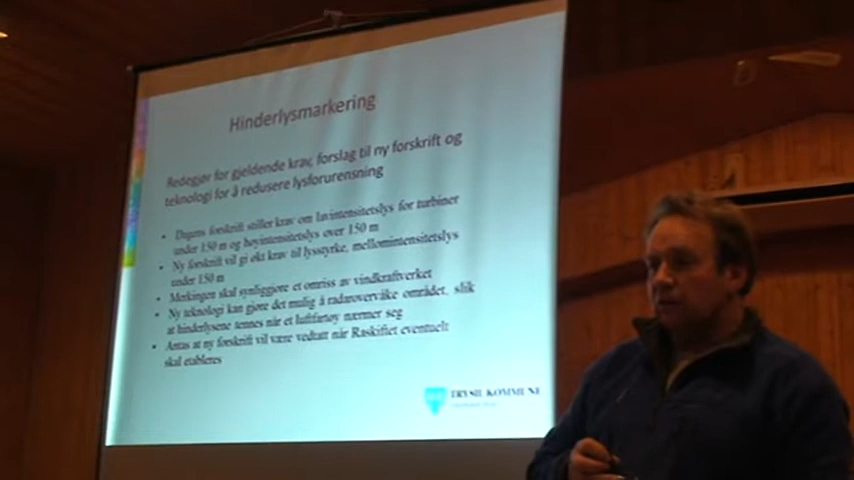 Hinderlysmarkering
Redegjør for gjeldende krav, forslag til ny forskrift og
teknologi for å redusere lysforurensning
• Dagens forskrift stiller krav om lavintensitetslys for turbiner
under 150 m og høyintensitetslys over 150 m
• Ny forskrift vil gi økt krav til lysstyrke, mellomintensitetslys
under 150 m
• Merkingen skal synliggjøre et omriss av vindkraftverket
• Ny teknologi kan gjøre det mulig å radarovervåke området, slik
at hinderlysene tennes når et luftfartøy nærmer seg
• Antas at ny forskrift vil være vedtatt når Raskiftet eventuelt
skal etableres
TRYSIL KOMMUNE